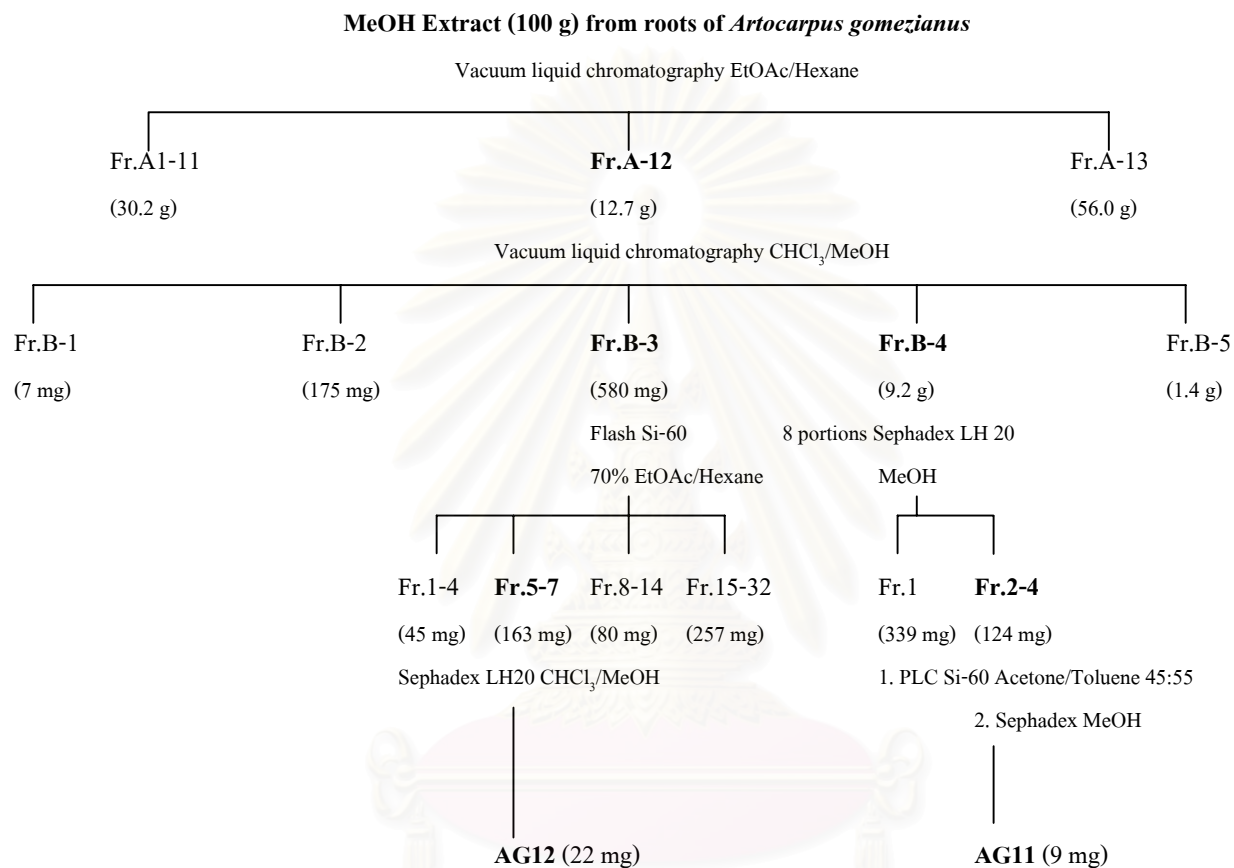 MeOH Extract (100 g) from roots of Artocarpus gomezianus
Vacuum liquid chromatography EtOAc/Hexane
Fr.A1-11 Fr.A-12 Fr.A-13
(30.2 g) (12.7 g) (56.0 g)
Vacuum liquid chromatography CHCl₃/MeOH
Fr.B-1 Fr.B-2 Fr.B-3 Fr.B-4 Fr.B-5
(7 mg) (175 mg) (580 mg) (9.2 g) (1.4 g)
Flash Si-60 8 portions Sephadex LH 20
70% EtOAc/Hexane MeOH
Fr.1-4 Fr.5-7 Fr.8-14 Fr.15-32 Fr.1 Fr.2-4
(45 mg) (163 mg) (80 mg) (257 mg) (339 mg) (124 mg)
Sephadex LH20 CHCl₃/MeOH 1. PLC Si-60 Acetone/Toluene 45:55
2. Sephadex MeOH
AG12 (22 mg) AG11 (9 mg)